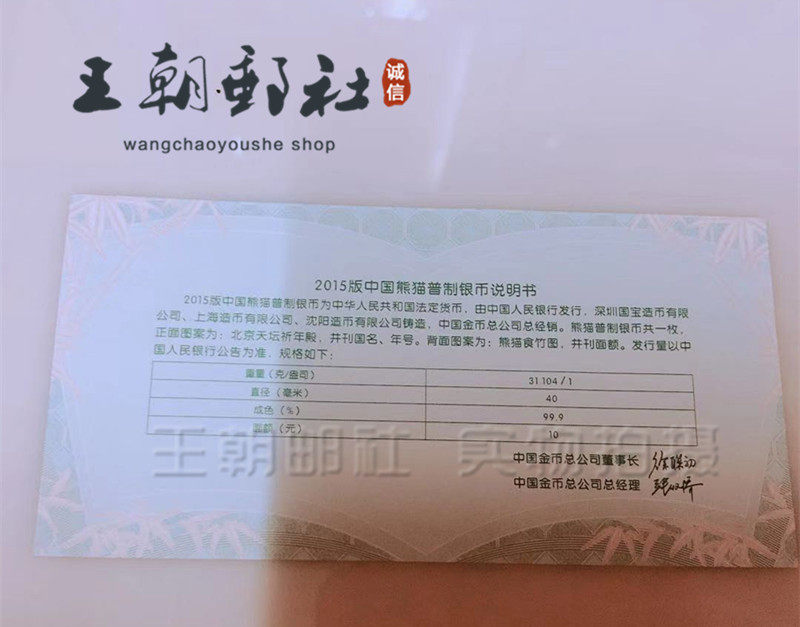 王朝邮社
诚信
wangchaoyoushe shop
2015版中国熊猫普制银币说明书
2015版中国熊猫普制银币为中华人民共和国法定货币，由中国人民银行发行，深圳国宝造币有限
公司、上海造币有限公司、沈阳造币有限公司铸造，中国金币总公司总经销。熊猫普制银币共一枚，
正面图案为：北京天坛祈年殿，并刊国名、年号。背面图案为：熊猫食竹图，并刊面额。发行量以中
国人民银行公告为准，规格如下：
重量（克/盎司） 31.104 / 1
直径（毫米） 40
成色（%） 99.9
面额（元） 10
王朝邮社 实物拍摄
中国金币总公司董事长
中国金币总公司总经理